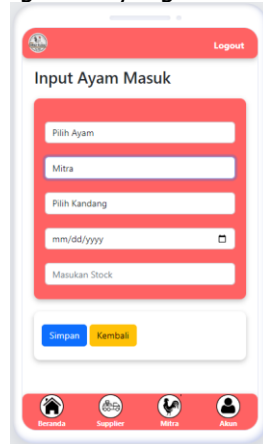 Logout
Input Ayam Masuk
Pilih Ayam
Mitra
Pilih Kandang
mm/dd/yyyy
Masukan Stock
Simpan Kembali
Beranda Supplier Mitra Akun